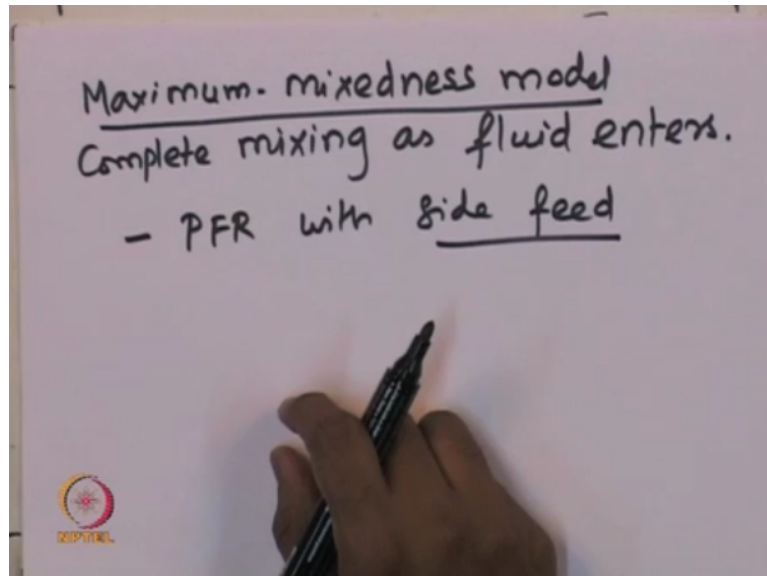 Maximum-mixedness model
Complete mixing as fluid enters.
- PFR with side feed
NPTEL